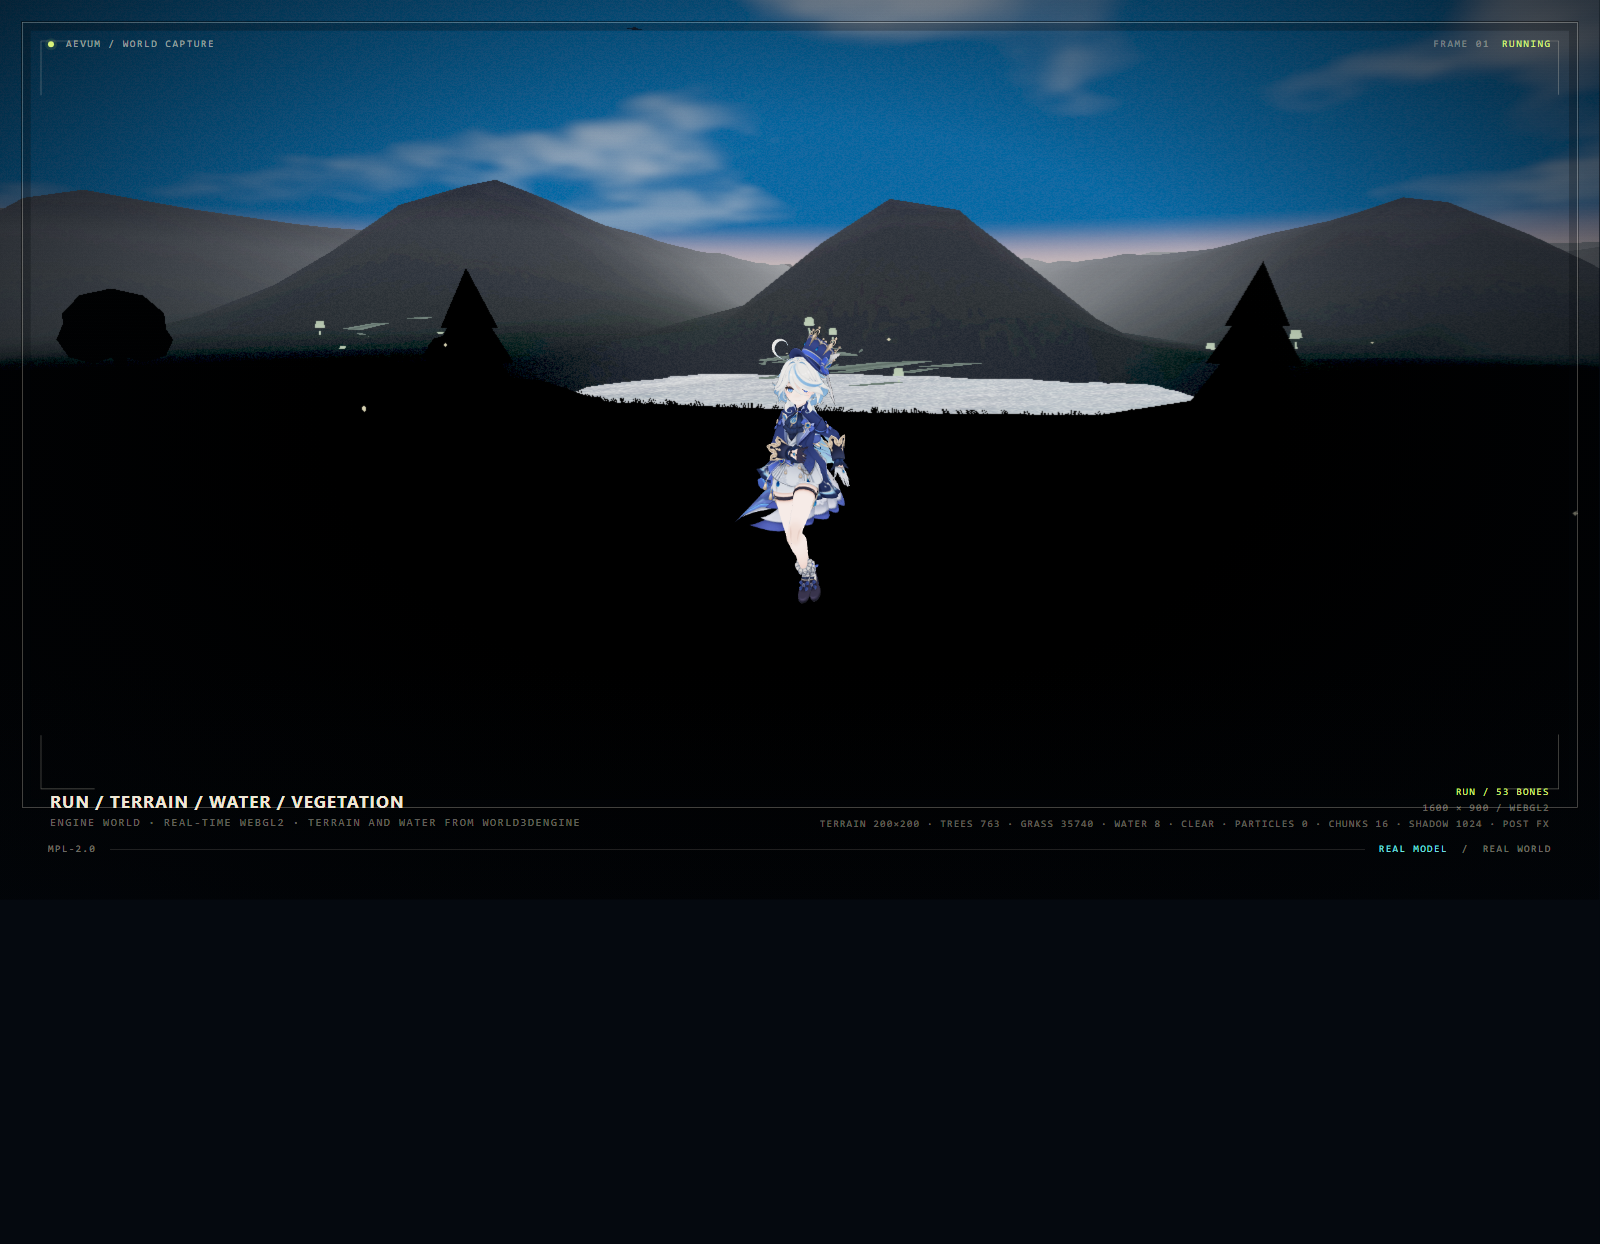 AEVUM / WORLD CAPTURE
FRAME 01 RUNNING
RUN / TERRAIN / WATER / VEGETATION
ENGINE WORLD · REAL-TIME WEBGL2 · TERRAIN AND WATER FROM WORLD3DENGINE
RUN / 53 BONES
1600 × 900 / WEBGL2
TERRAIN 200×200 · TREES 763 · GRASS 35740 · WATER 8 · CLEAR · PARTICLES 0 · CHUNKS 16 · SHADOW 1024 · POST FX
MPL-2.0
REAL MODEL / REAL WORLD